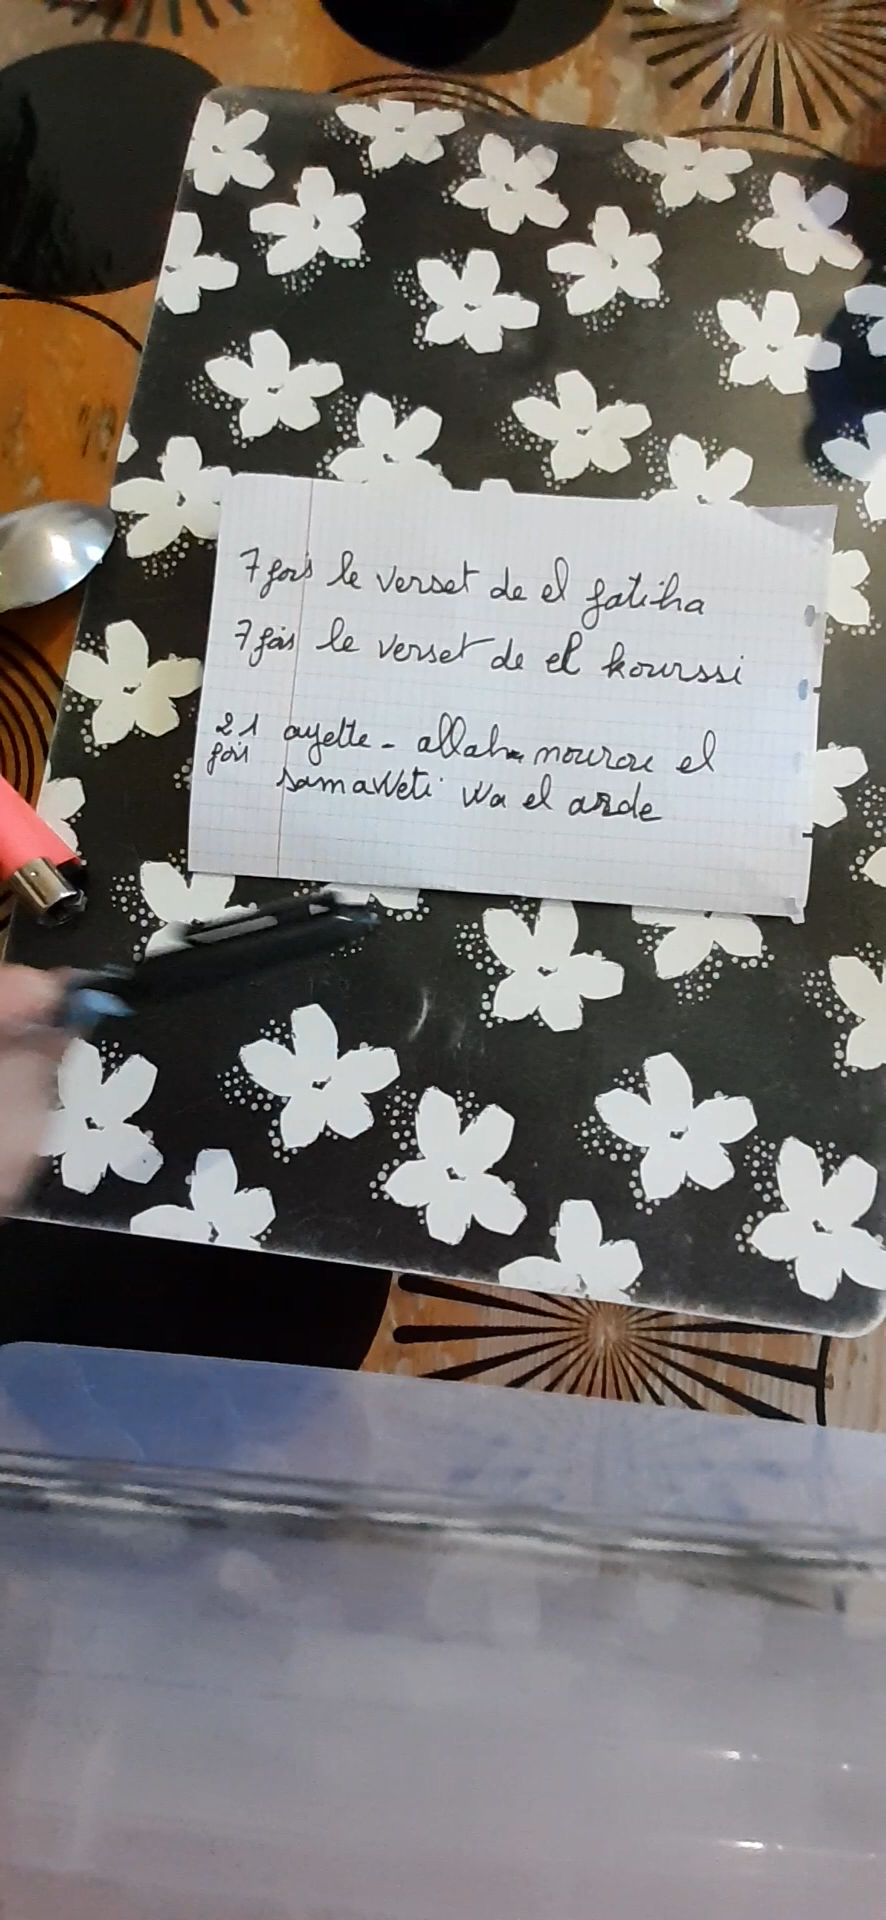 7 fois le verset de el fatiha
7 fois le verset de el kourssi
21 ayette - allah nourou el
fois samaweti wa el arde